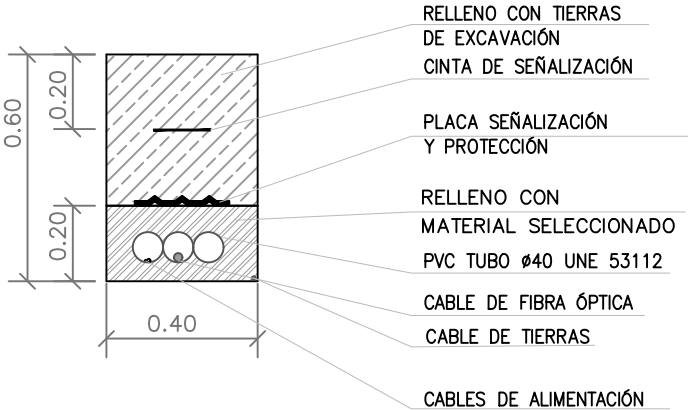 RELLENO CON TIERRAS
DE EXCAVACIÓN
CINTA DE SEÑALIZACIÓN
PLACA SEÑALIZACIÓN
Y PROTECCIÓN
RELLENO CON
MATERIAL SELECCIONADO
PVC TUBO ø40 UNE 53112
CABLE DE FIBRA ÓPTICA
CABLE DE TIERRAS
CABLES DE ALIMENTACIÓN
0.60
0.20
0.20
0.40